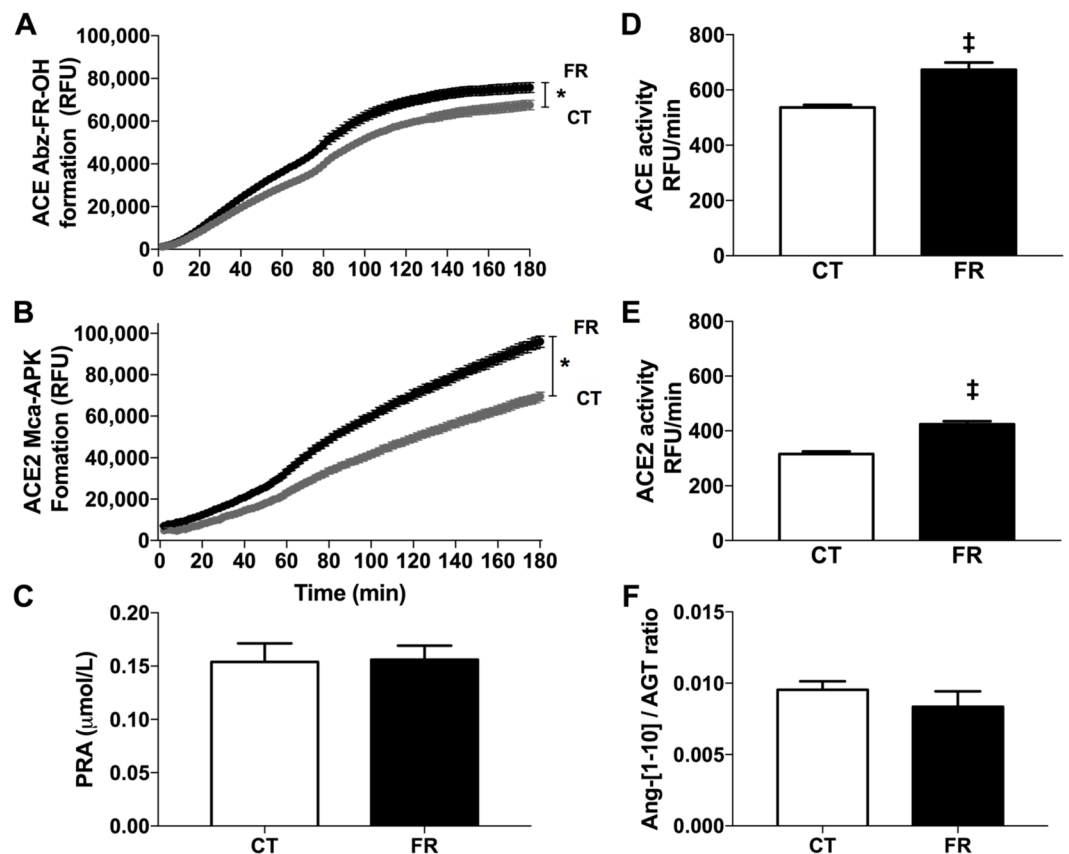 A
ACE Abz-FR-OH
formation (RFU)
100,000
80,000
60,000
40,000
20,000
0
0 20 40 60 80 100 120 140 160 180
FR
*
CT
D
ACE activity
RFU/min
800
600
400
200
0
‡
CT FR
B
ACE2 Mca-APK
Fomation (RFU)
100,000
80,000
60,000
40,000
20,000
0
0 20 40 60 80 100 120 140 160 180
Time (min)
FR
*
CT
E
ACE2 activity
RFU/min
800
600
400
200
0
‡
CT FR
C
PRA (μmol/L)
0.20
0.15
0.10
0.05
0.00
CT FR
F
Ang-[1-10] / AGT ratio
0.015
0.010
0.005
0.000
CT FR